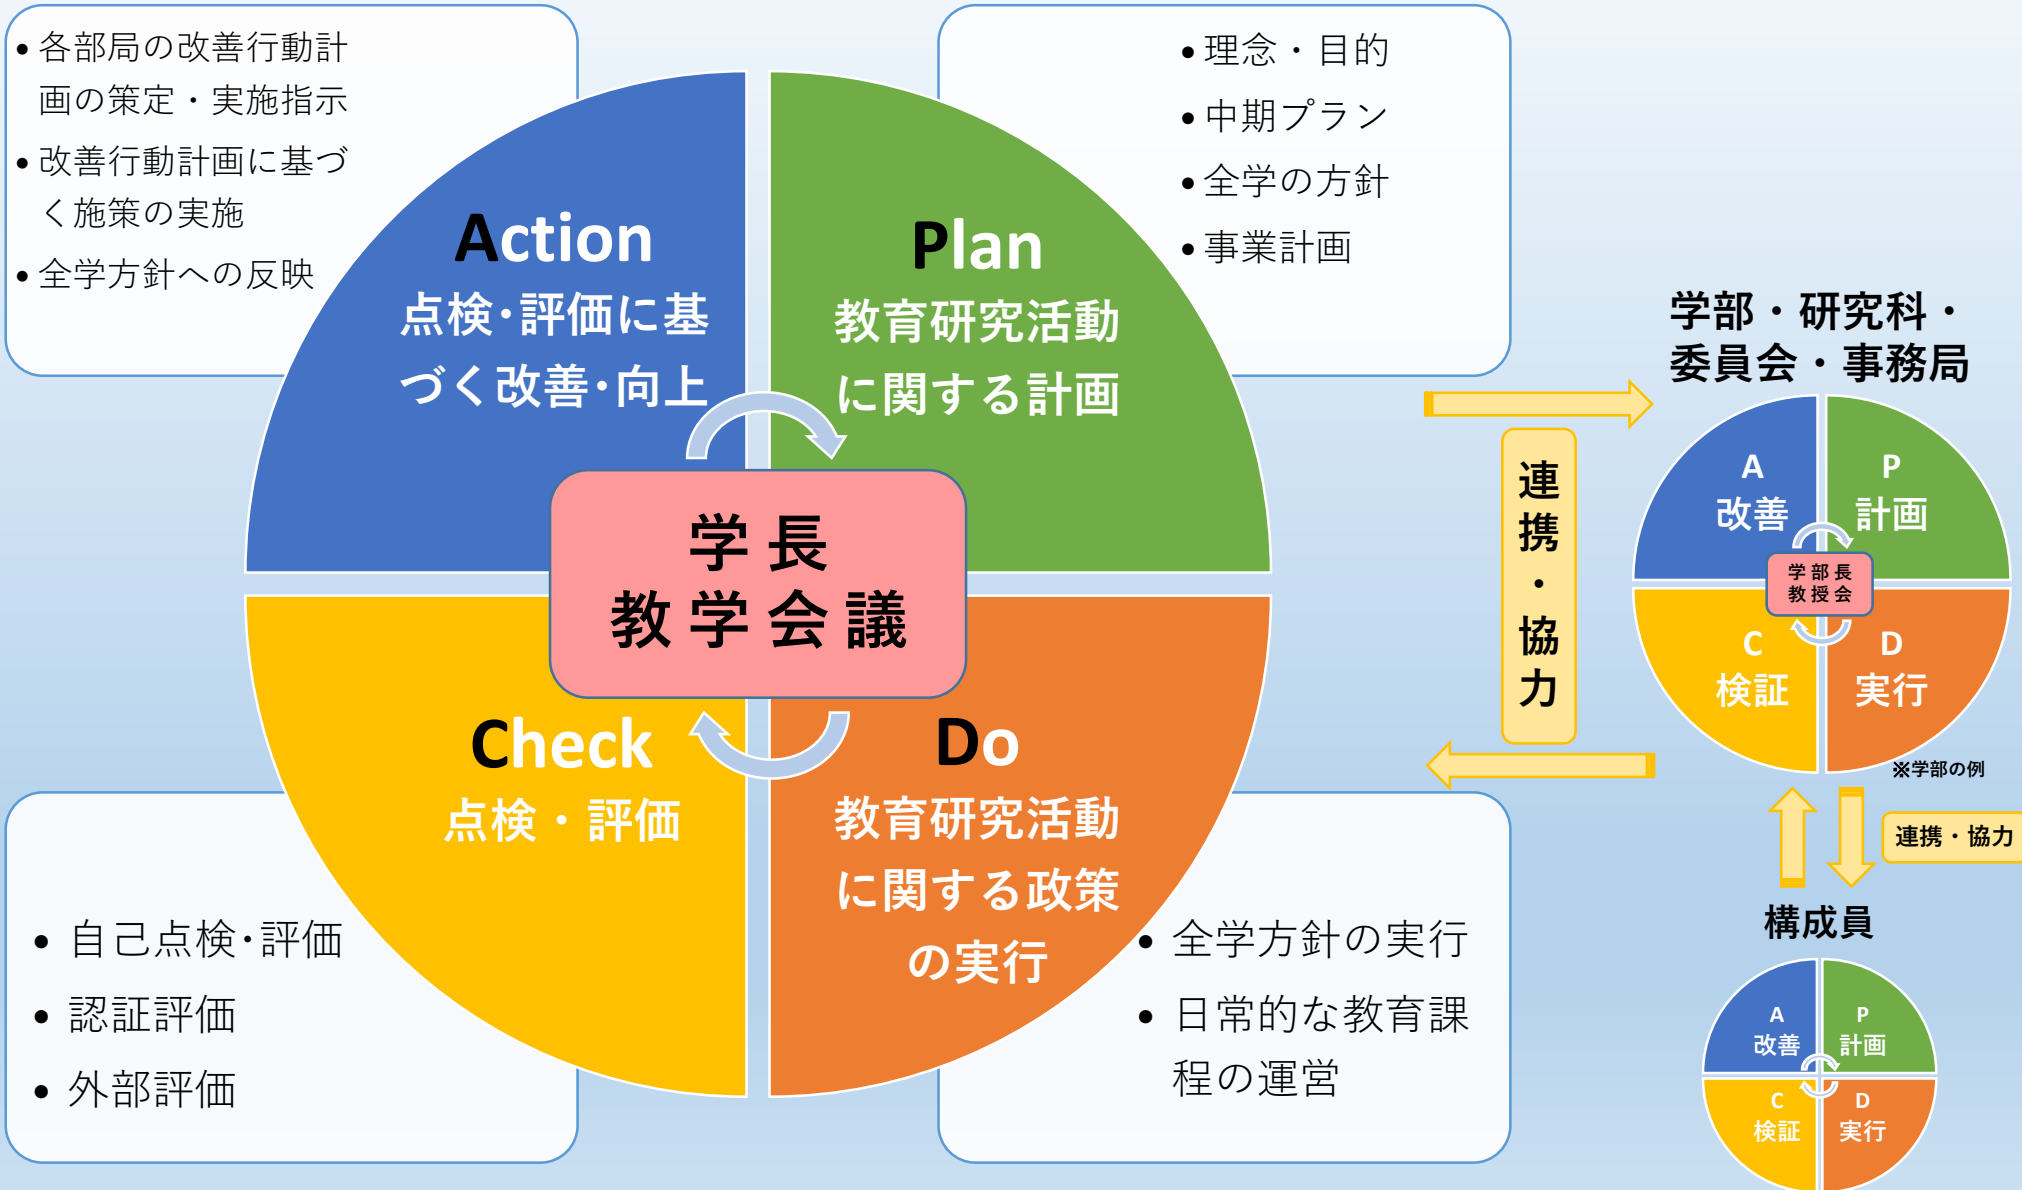 • 各部局の改善行動計
画の策定・実施指示
• 改善行動計画に基づ
く施策の実施
• 全学方針への反映
• 理念・目的
• 中期プラン
• 全学の方針
• 事業計画
Action
点検・評価に基
づく改善・向上
Plan
教育研究活動
に関する計画
学長
教学会議
Check
点検・評価
Do
教育研究活動
に関する政策
の実行
• 自己点検・評価
• 認証評価
• 外部評価
• 全学方針の実行
• 日常的な教育課
程の運営
連携・協力
学部・研究科・
委員会・事務局
A
改善
P
計画
学部長
教授会
C
検証
D
実行
※学部の例
連携・協力
構成員
A
改善
P
計画
C
検証
D
実行